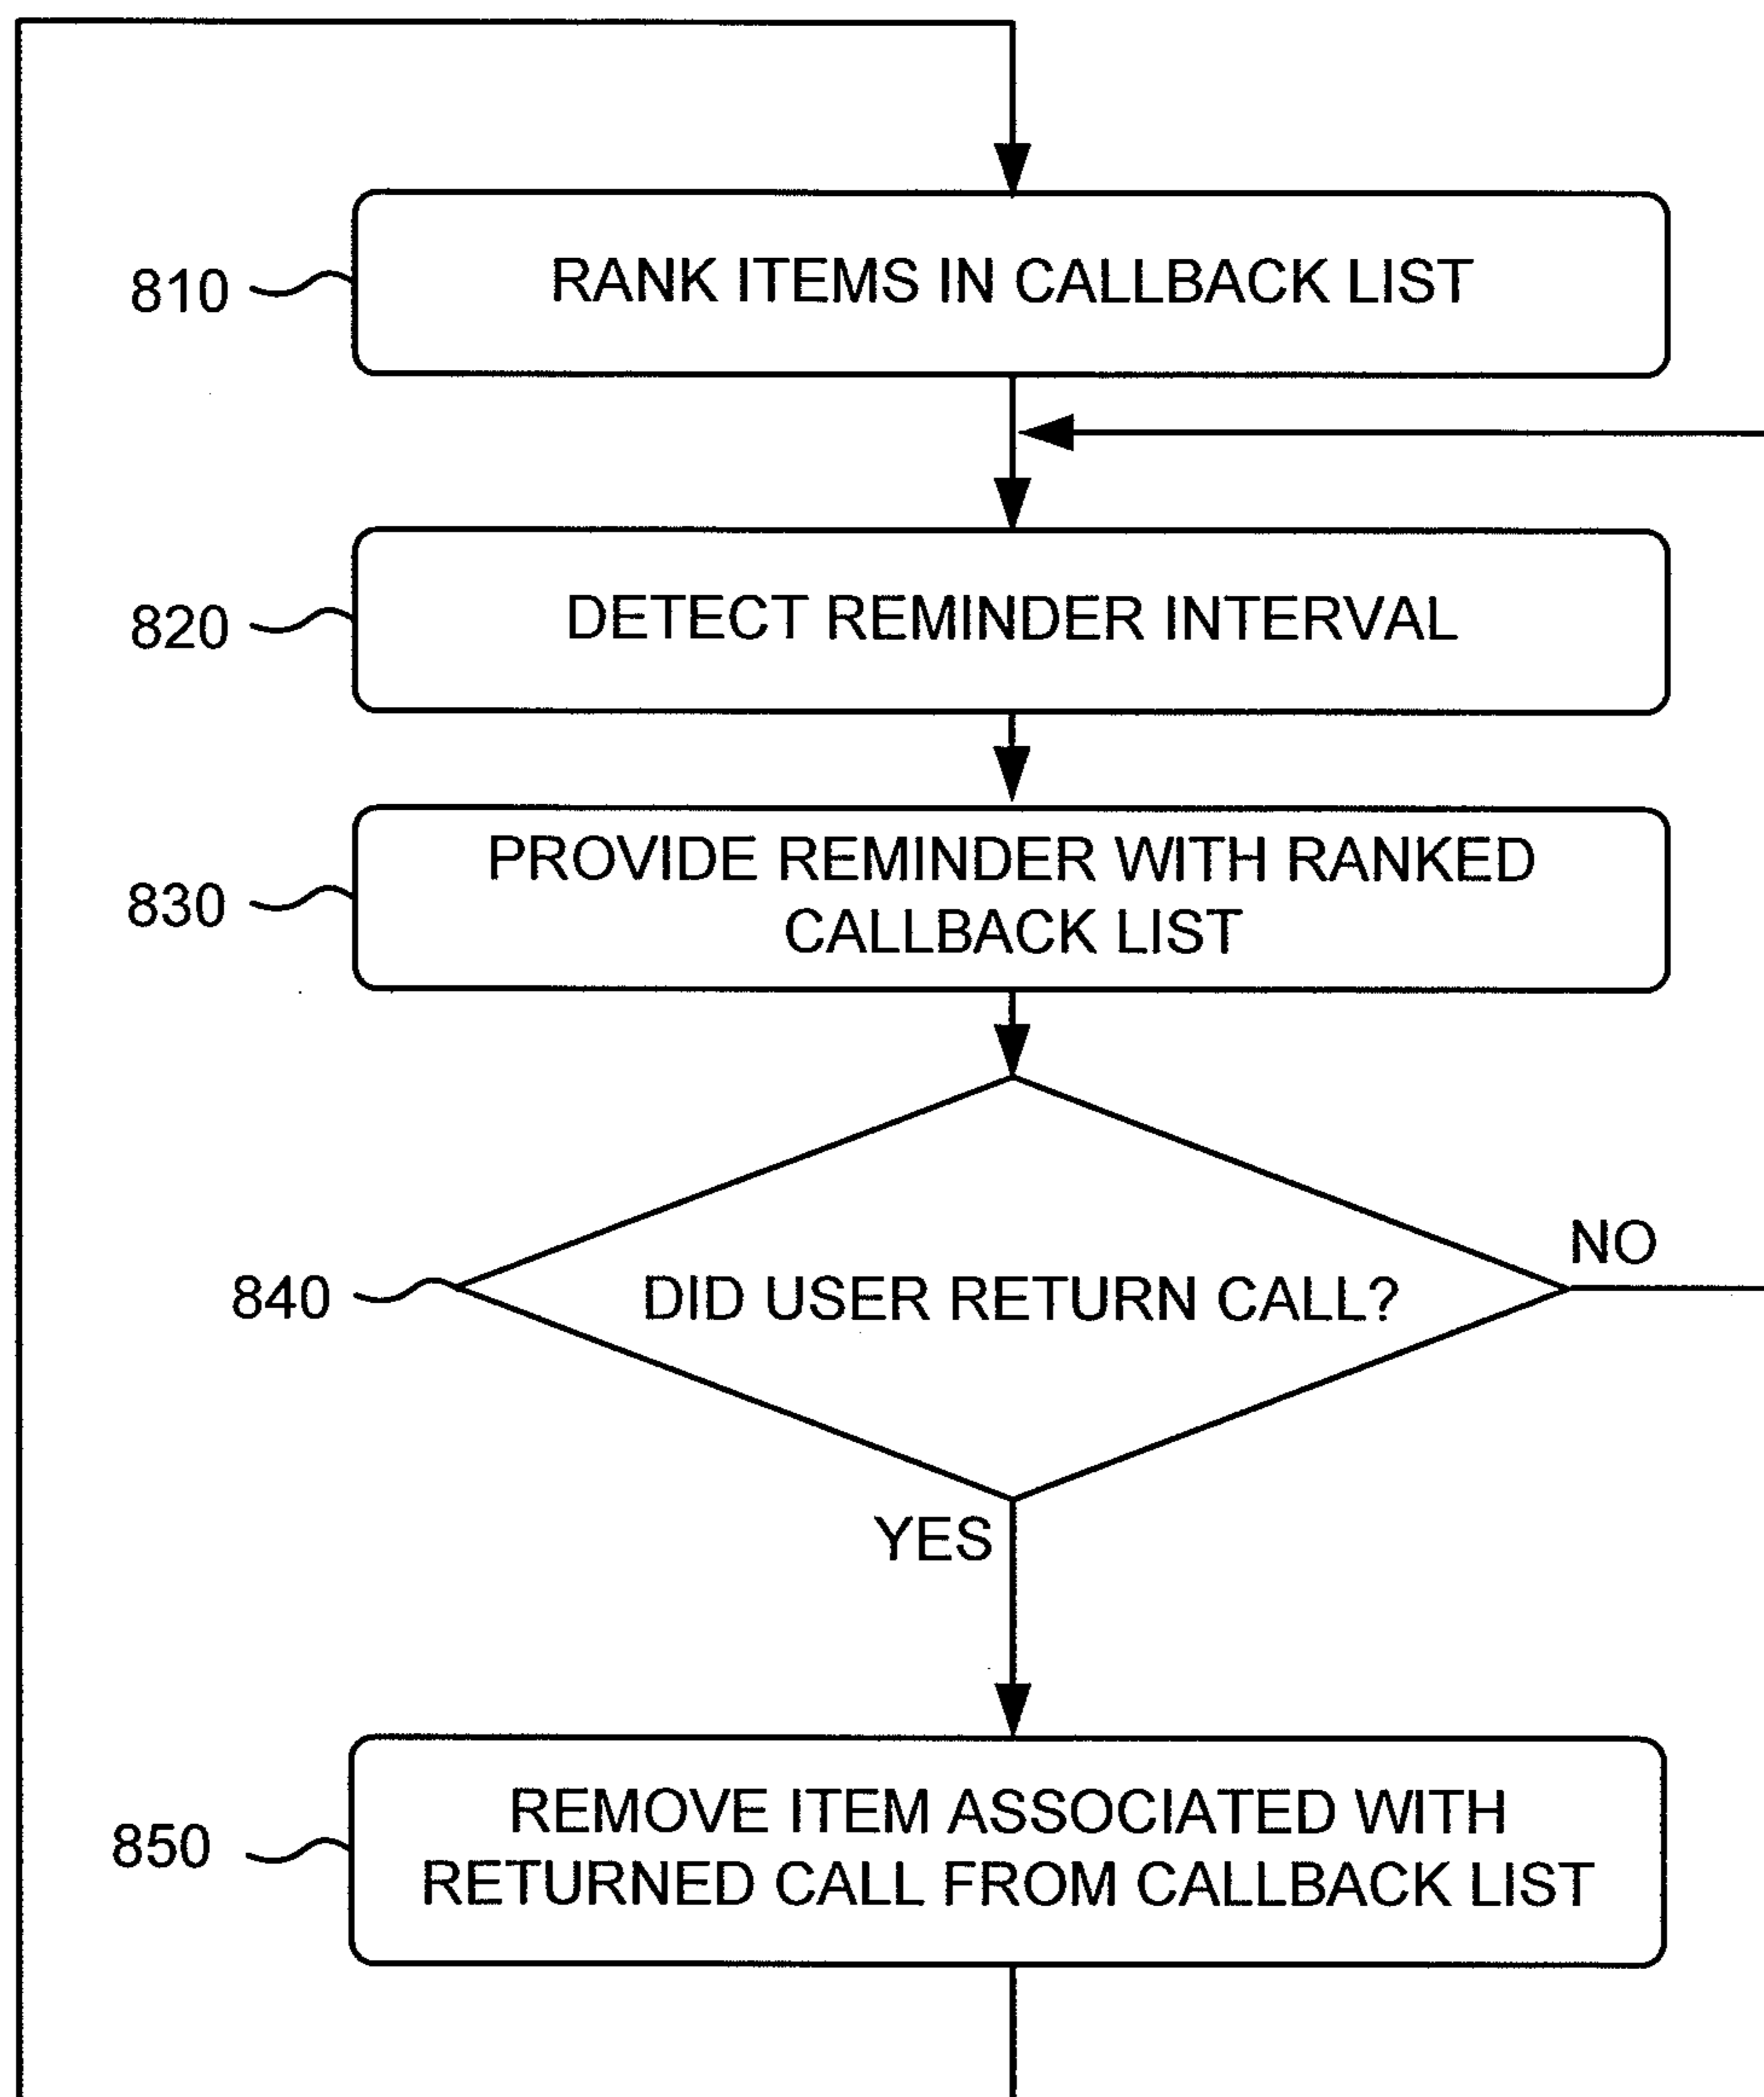 810
RANK ITEMS IN CALLBACK LIST
820
DETECT REMINDER INTERVAL
830
PROVIDE REMINDER WITH RANKED
CALLBACK LIST
840
DID USER RETURN CALL?
NO
YES
850
REMOVE ITEM ASSOCIATED WITH
RETURNED CALL FROM CALLBACK LIST